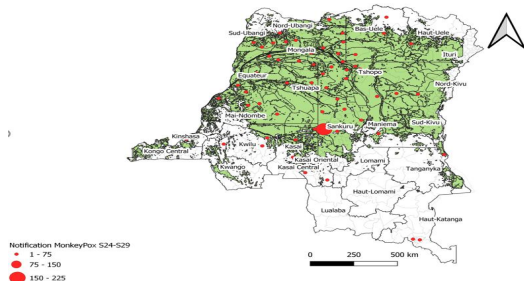 Nord-Ubangi
Bas-Uele
Sud-Ubangi
Haut-Uele
Mongala
Ituri
Equateur
Tshopo
Tshuapa
Nord-Kivu
Mai-Ndombe
Sankuru
Maniema
Sud-Kivu
Kinshasa
Kwilu
Kasai
Kongo Central
Kasai Oriental
Lomami
Kwango
Kasai Central
Tanganyka
Haut-Lomami
Lualaba
Haut-Katanga
Notification MonkeyPox S24-S29
1 - 75
75 - 150
150 - 225
0 250 500 km